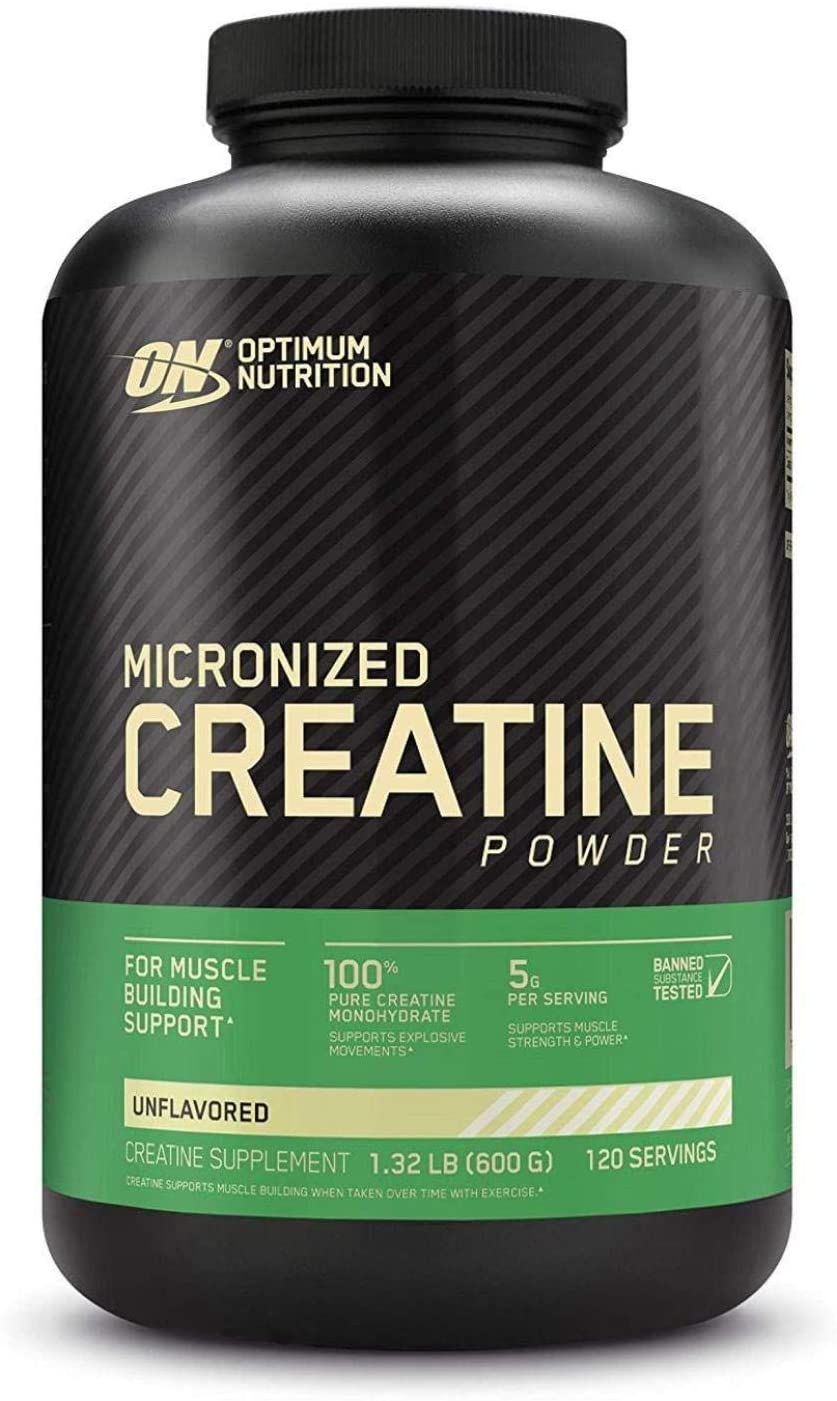 ON® OPTIMUM
NUTRITION
MICRONIZED
CREATINE
POWDER
FOR MUSCLE
BUILDING
SUPPORT▲
100%
PURE CREATINE
MONOHYDRATE
SUPPORTS EXPLOSIVE
MOVEMENTS▲
5G
PER SERVING
SUPPORTS MUSCLE
STRENGTH & POWER▲
BANNED
SUBSTANCE
TESTED
UNFLAVORED
CREATINE SUPPLEMENT 1.32 LB (600 G) 120 SERVINGS
CREATINE SUPPORTS MUSCLE BUILDING WHEN TAKEN OVER TIME WITH EXERCISE.▲